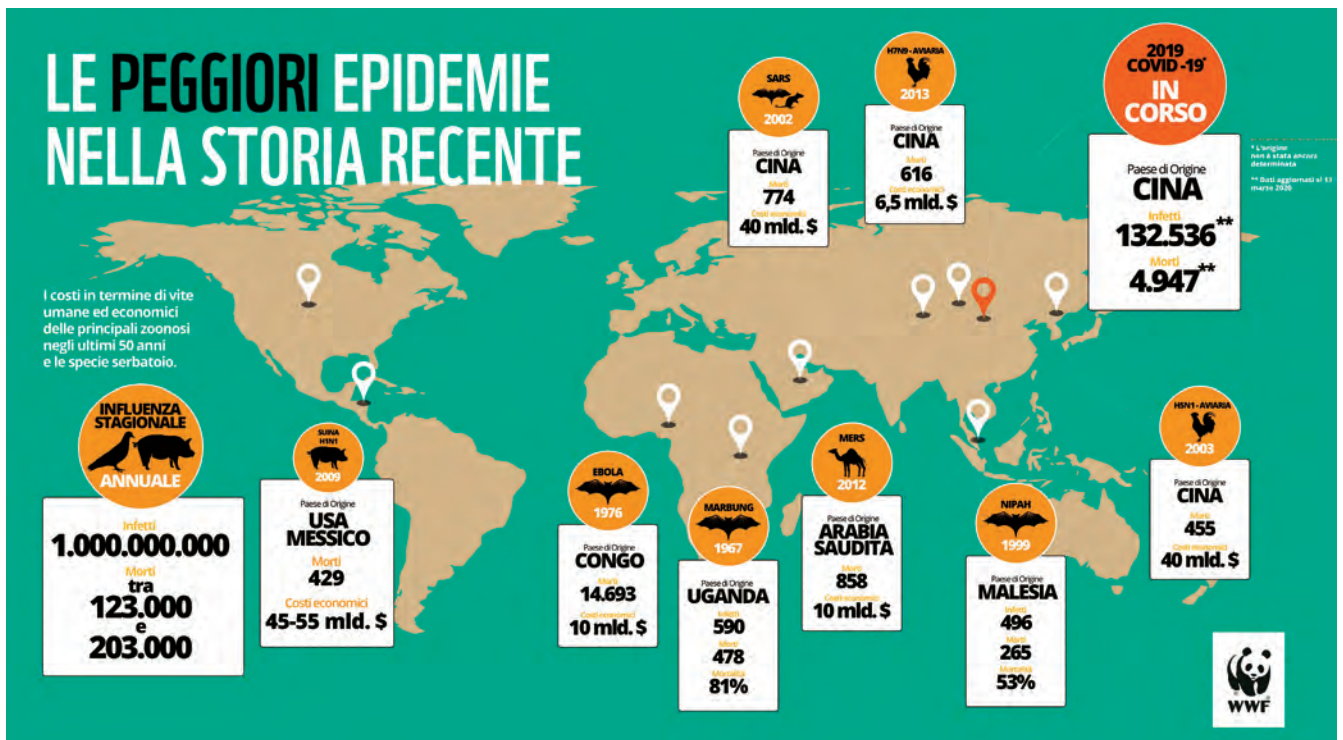 LE PEGGIORI EPIDEMIE
NELLA STORIA RECENTE
I costi in termine di vite
umane ed economici
delle principali zoonosi
negli ultimi 50 anni
e le specie serbatoio.
SARS
2002
Paese di Origine
CINA
Morti
774
Costi economici
40 mld. $
H7N9 - AVIARIA
2013
Paese di Origine
CINA
Morti
616
Costi economici
6,5 mld. $
2019
COVID -19*
IN
CORSO
Paese di Origine
CINA
Infetti
132.536**
Morti
4.947**
* L'origine
non è stata ancora
determinata
** Dati aggiornati al 13
marzo 2020
INFLUENZA
STAGIONALE
ANNUALE
Infetti
1.000.000.000
Morti
tra
123.000
e
203.000
SUINA
H1N1
2009
Paese di Origine
USA
MESSICO
Morti
429
Costi economici
45-55 mld. $
EBOLA
1976
Paese di Origine
CONGO
Morti
14.693
Costi economici
10 mld. $
MARBUNG
1967
Paese di Origine
UGANDA
Infetti
590
Morti
478
Mortalità
81%
MERS
2012
Paese di Origine
ARABIA
SAUDITA
Morti
858
Costi economici
10 mld. $
NIPAH
1999
Paese di Origine
MALESIA
Infetti
496
Morti
265
Mortalità
53%
H5N1 - AVIARIA
2003
Paese di Origine
CINA
Morti
455
Costi economici
40 mld. $
WWF